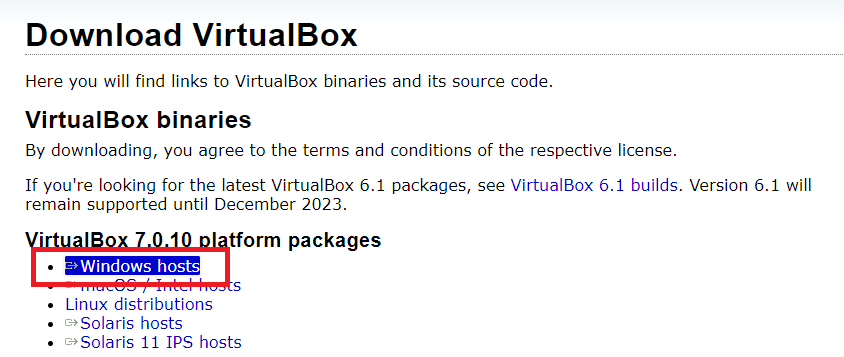 Download VirtualBox
Here you will find links to VirtualBox binaries and its source code.
VirtualBox binaries
By downloading, you agree to the terms and conditions of the respective license.
If you're looking for the latest VirtualBox 6.1 packages, see VirtualBox 6.1 builds. Version 6.1 will
remain supported until December 2023.
VirtualBox 7.0.10 platform packages
Windows hosts
macOS / Intel hosts
Linux distributions
Solaris hosts
Solaris 11 IPS hosts